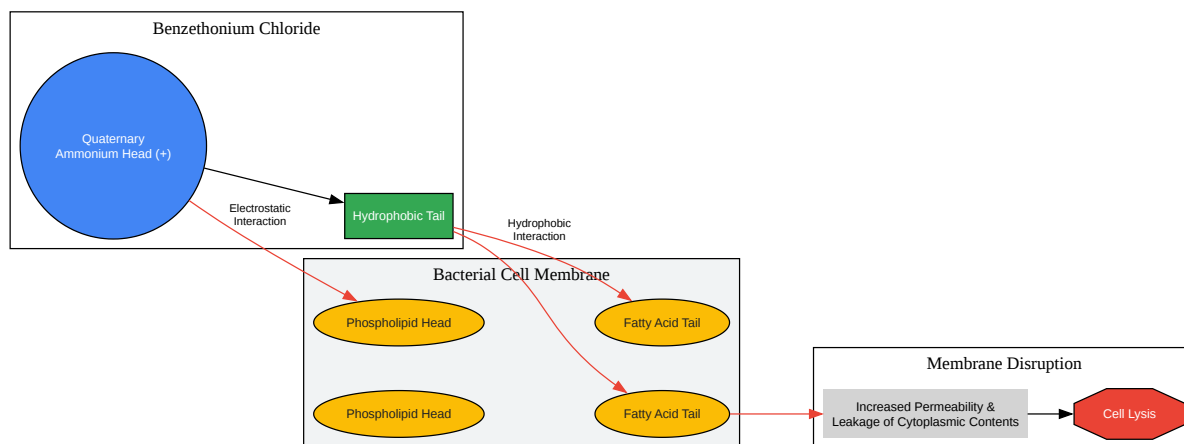 Benzethonium Chloride
Quaternary
Ammonium Head (+)
Hydrophobic Tail
Electrostatic
Interaction
Hydrophobic
Interaction
Bacterial Cell Membrane
Phospholipid Head
Fatty Acid Tail
Phospholipid Head
Fatty Acid Tail
Membrane Disruption
Increased Permeability &
Leakage of Cytoplasmic Contents
Cell Lysis